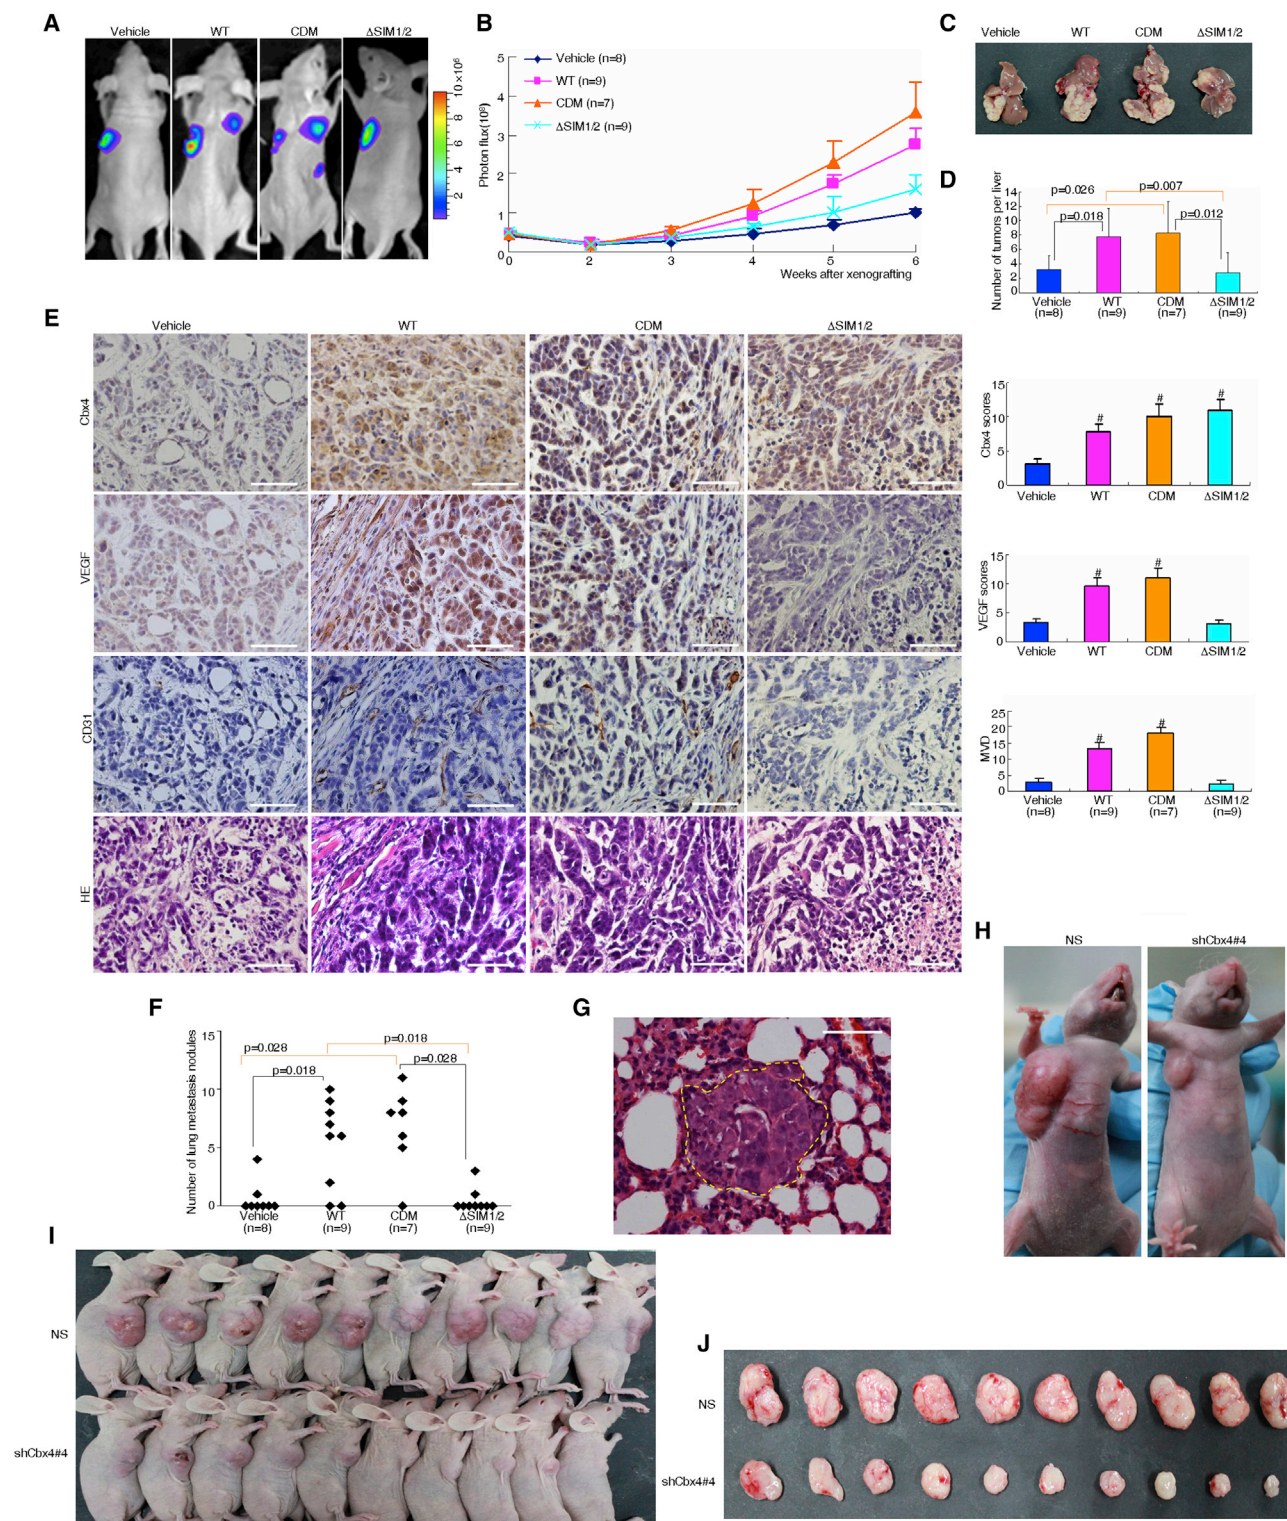 A
Vehicle
WT
CDM
ΔSIM1/2
10 ×10⁶
8
6
4
2
B
Photon flux(10⁸)
5
4
3
2
1
0
Vehicle (n=8)
WT (n=9)
CDM (n=7)
ΔSIM1/2 (n=9)
0
2
3
4
5
6
Weeks after xenografting
C
Vehicle
WT
CDM
ΔSIM1/2
D
Number of tumors per liver
14
12
10
8
6
4
2
0
p=0.026
p=0.007
p=0.018
p=0.012
Vehicle
(n=8)
WT
(n=9)
CDM
(n=7)
ΔSIM1/2
(n=9)
E
Vehicle
WT
CDM
ΔSIM1/2
Cbx4
VEGF
CD31
HE
Cbx4 scores
15
10
5
0
#
#
#
Vehicle
WT
CDM
ΔSIM1/2
VEGF scores
15
10
5
0
#
#
Vehicle
WT
CDM
ΔSIM1/2
MVD
25
20
15
10
5
0
#
#
Vehicle
(n=8)
WT
(n=9)
CDM
(n=7)
ΔSIM1/2
(n=9)
F
Number of lung metastasis nodules
15
10
5
0
p=0.028
p=0.018
p=0.018
p=0.028
Vehicle
(n=8)
WT
(n=9)
CDM
(n=7)
ΔSIM1/2
(n=9)
G
H
NS
shCbx4#4
I
NS
shCbx4#4
J
NS
shCbx4#4